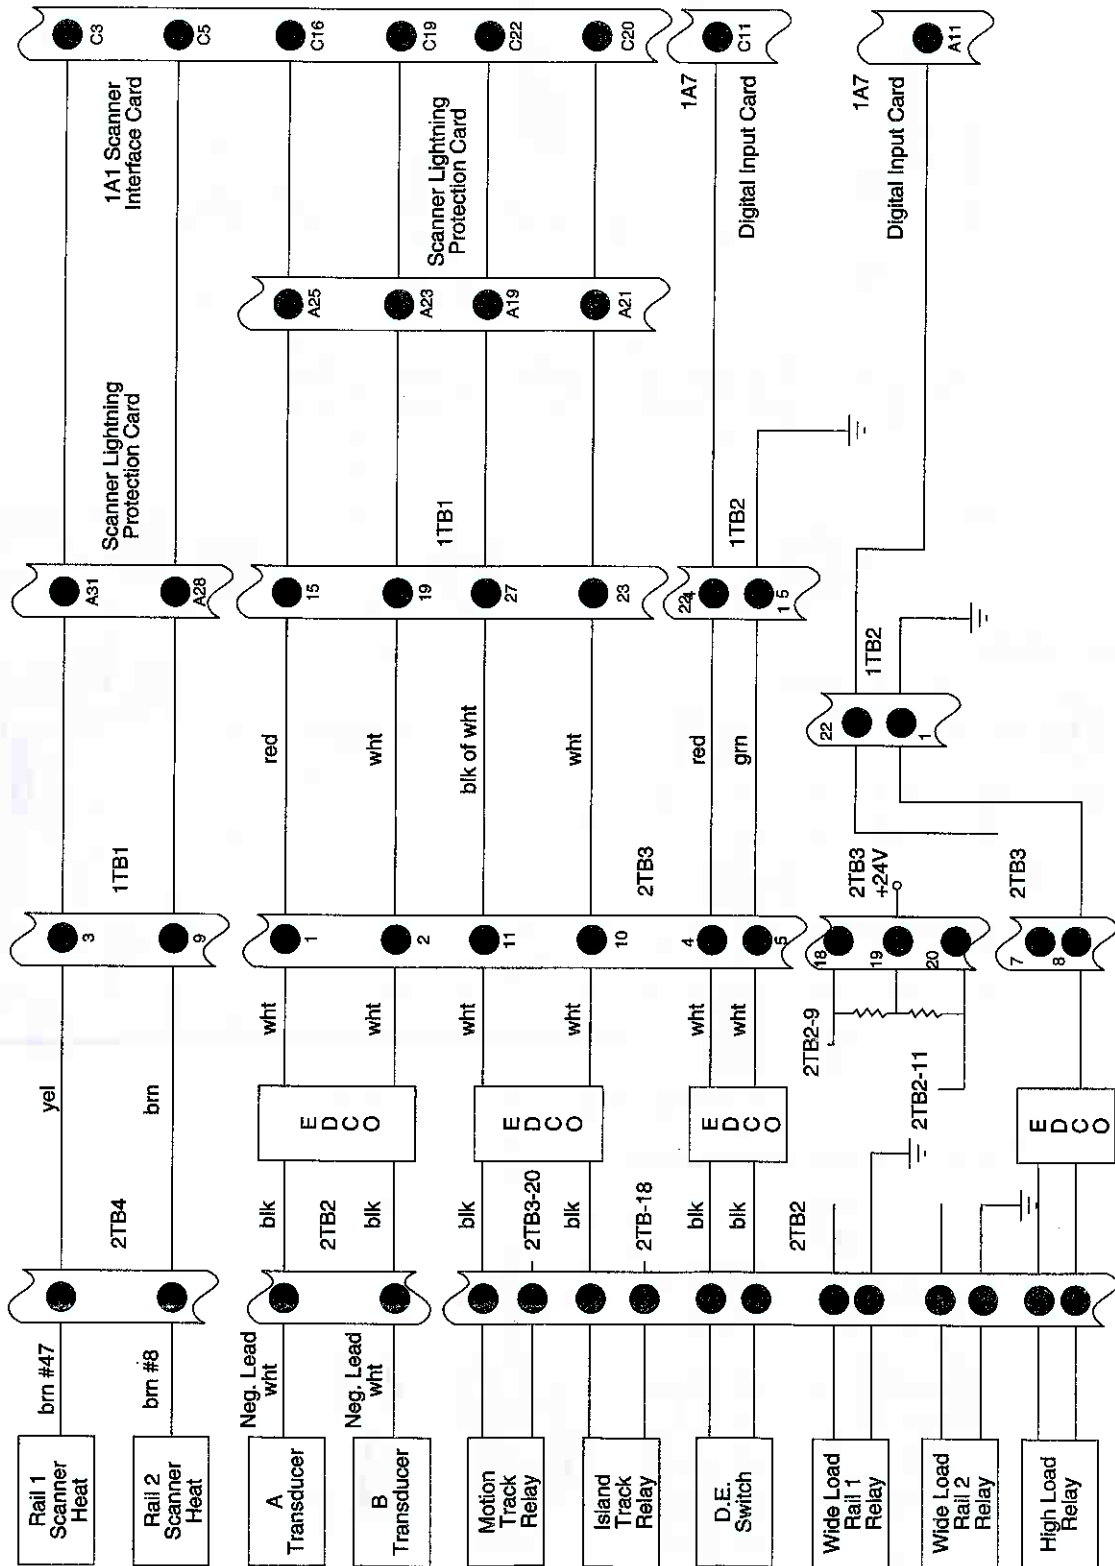 C3
C5
C16
C19
C22
C20
C11
A11
1A1 Scanner
Interface Card
1A7
Digital Input Card
1A7
Digital Input Card
Scanner Lightning
Protection Card
A25
A23
A19
A21
Scanner Lightning
Protection Card
1TB1
1TB2
A31
A28
15
19
27
23
22
4
1 5
1TB2
22
1
red
wht
blk of wht
wht
red
grn
1TB1
2TB3
2TB3
+24V
2TB3
3
9
1
2
11
10
4
5
18
19
20
7
8
yel
brn
wht
wht
wht
wht
wht
wht
2TB2-9
2TB2-11
E
D
C
O
E
D
C
O
E
D
C
O
E
D
C
O
2TB4
blk
2TB2
blk
blk
2TB3-20
blk
2TB-18
blk
blk
2TB2
brn #47
brn #8
Neg. Lead
wht
Neg. Lead
wht
Rail 1
Scanner
Heat
Rail 2
Scanner
Heat
A
Transducer
B
Transducer
Motion
Track
Relay
Island
Track
Relay
D.E.
Switch
Wide Load
Rail 1
Relay
Wide Load
Rail 2
Relay
High Load
Relay